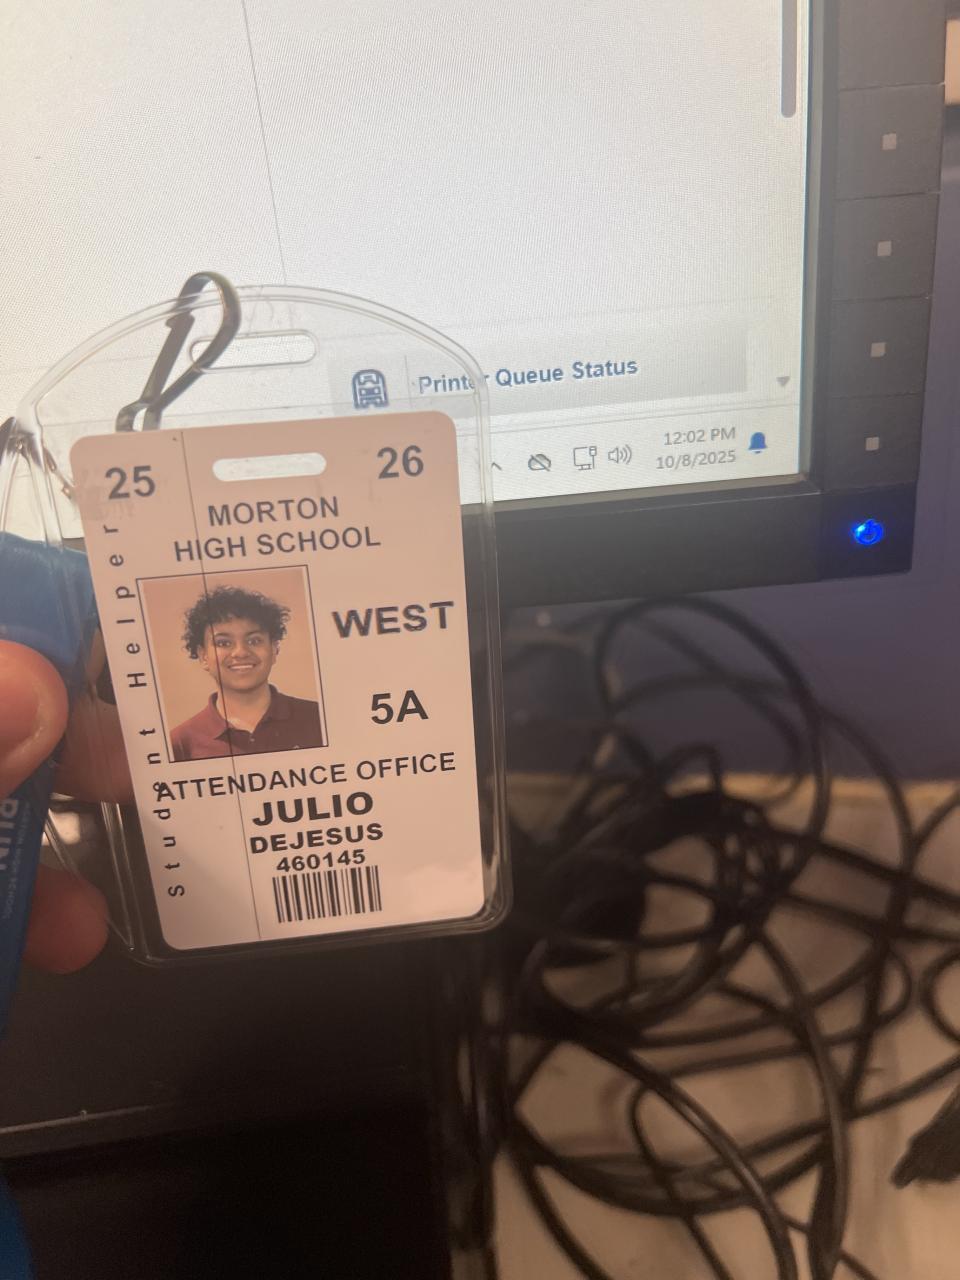 Printer Queue Status
12:02 PM
10/8/2025
25
26
MORTON
HIGH SCHOOL
Student Helper
WEST
5A
ATTENDANCE OFFICE
JULIO
DEJESUS
460145